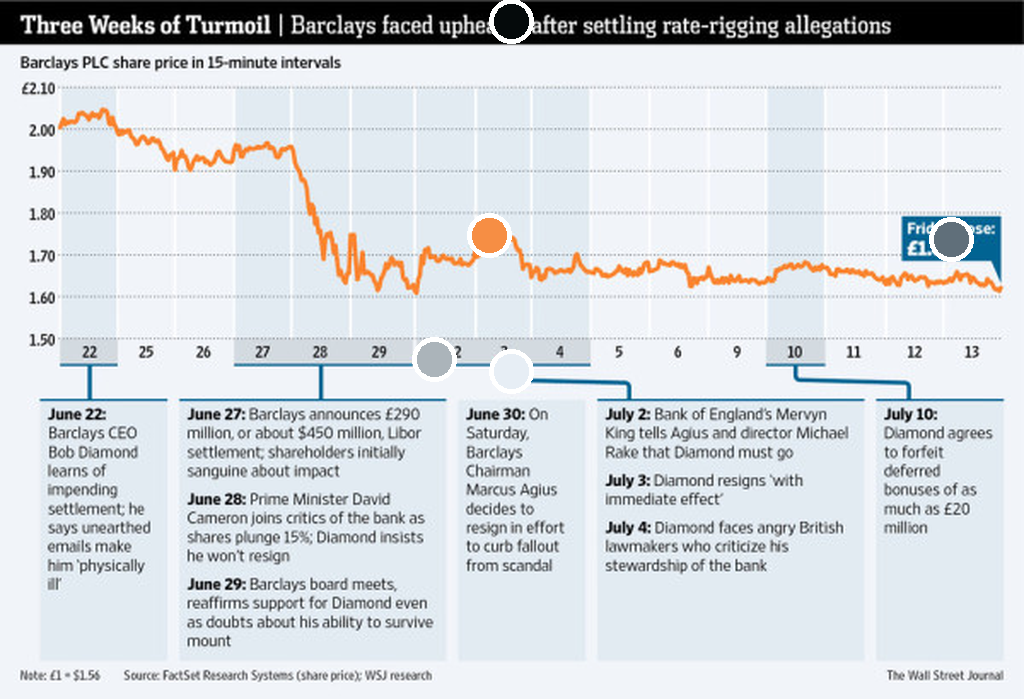 Three Weeks of Turmoil | Barclays faced after settling rate-rigging allegations
Barclays PLC share price in 15-minute intervals
£2.10
2.00
1.90
1.80
1.70
1.60
1.50
22 25 26 27 28 29 2 4 5 6 9 10 11 12 13
June 22:
Barclays CEO
Bob Diamond
learns of
impending
settlement; he
says unearthed
emails make
him ‘physically
ill’
June 27: Barclays announces £290
million, or about $450 million, Libor
settlement; shareholders initially
sanguine about impact
June 28: Prime Minister David
Cameron joins critics of the bank as
shares plunge 15%; Diamond insists
he won’t resign
June 29: Barclays board meets,
reaffirms support for Diamond even
as doubts about his ability to survive
mount
June 30: On
Saturday,
Barclays
Chairman
Marcus Agius
decides to
resign in effort
to curb fallout
from scandal
July 2: Bank of England’s Mervyn
King tells Agius and director Michael
Rake that Diamond must go
July 3: Diamond resigns ‘with
immediate effect’
July 4: Diamond faces angry British
lawmakers who criticize his
stewardship of the bank
July 10:
Diamond agrees
to forfeit
deferred
bonuses of as
much as £20
million
Note: £1 = $1.56 Source: FactSet Research Systems (share price); WSJ research The Wall Street Journal